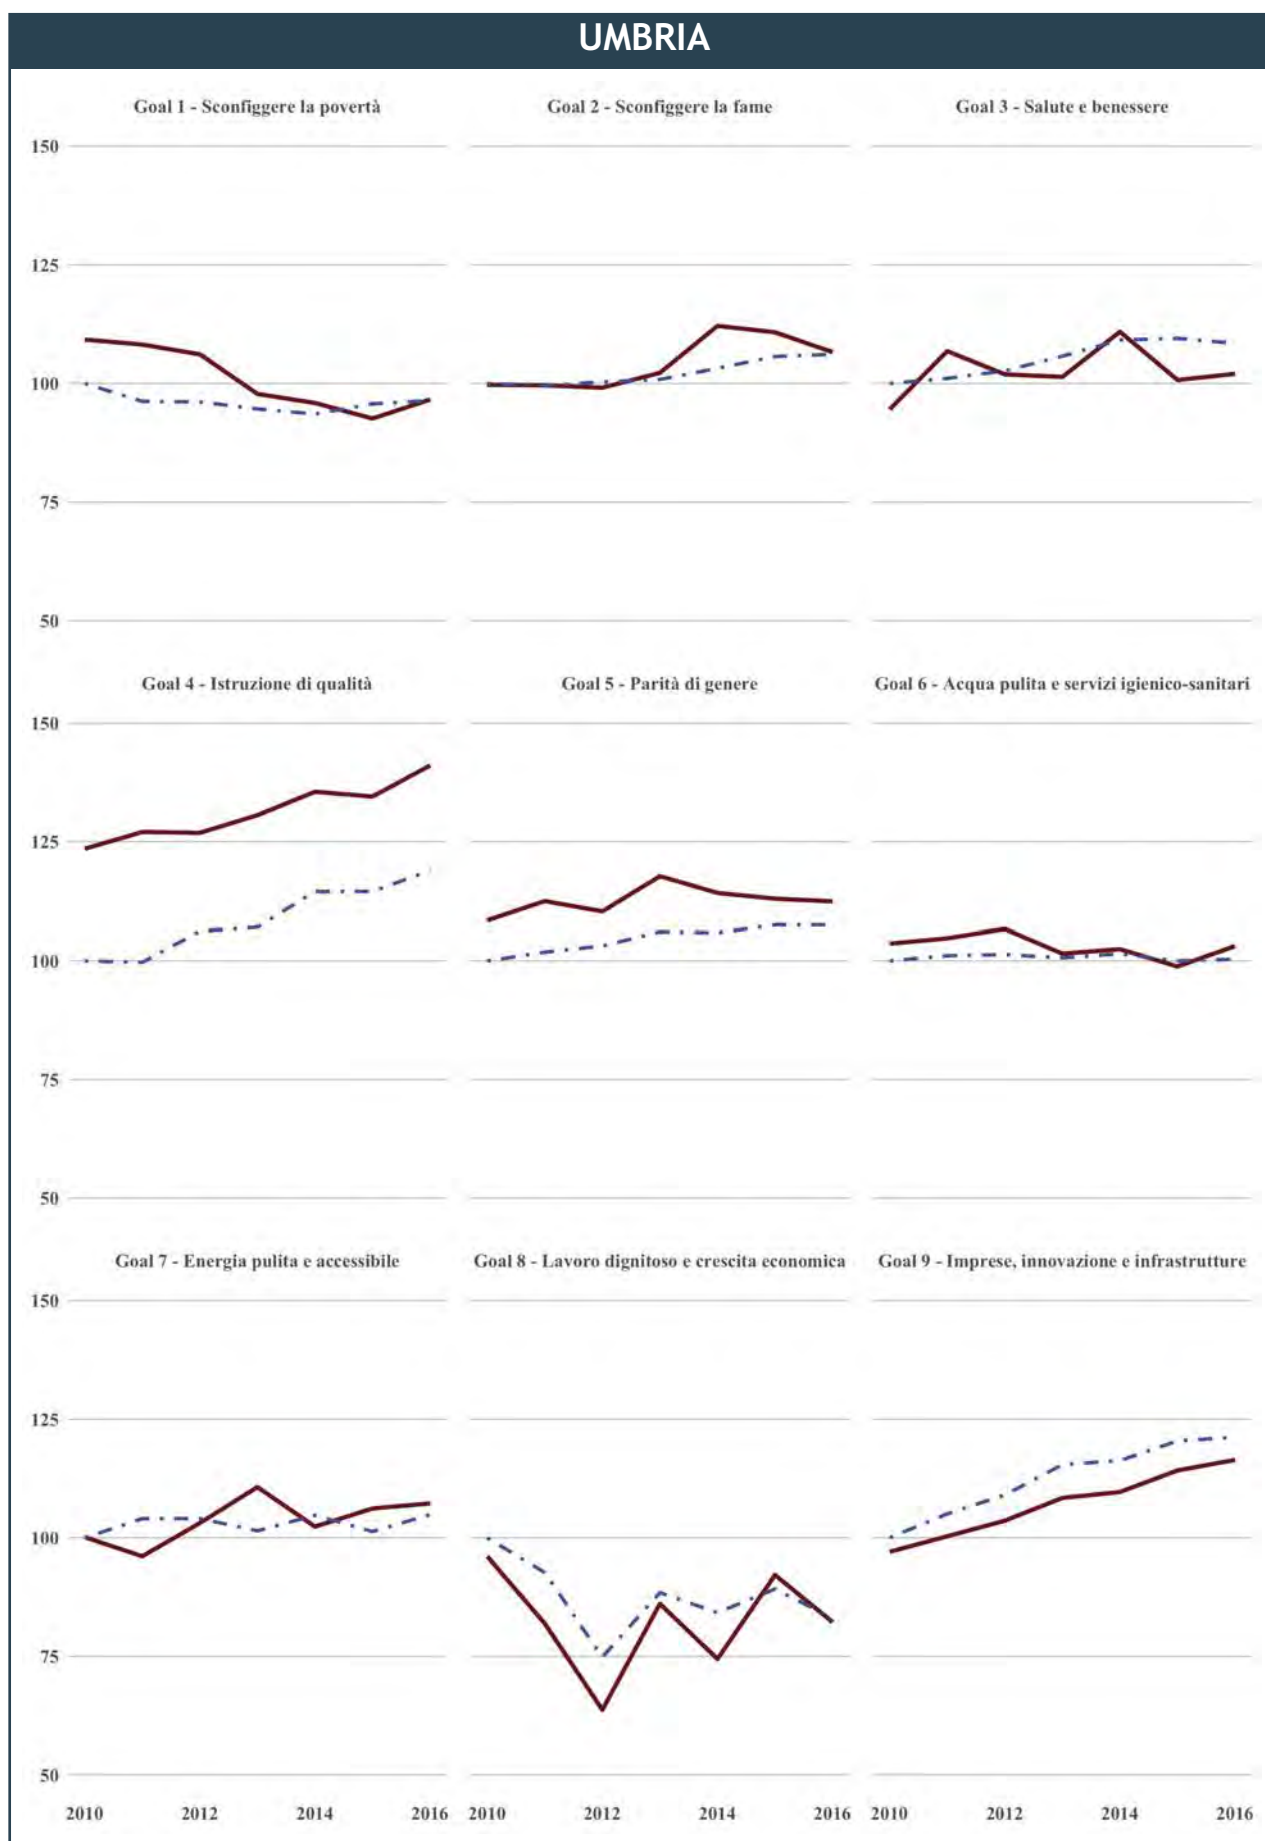 UMBRIA
Goal 1 - Sconfiggere la povertà
Goal 2 - Sconfiggere la fame
Goal 3 - Salute e benessere
150
125
100
75
50
Goal 4 - Istruzione di qualità
Goal 5 - Parità di genere
Goal 6 - Acqua pulita e servizi igienico-sanitari
150
125
100
75
50
Goal 7 - Energia pulita e accessibile
Goal 8 - Lavoro dignitoso e crescita economica
Goal 9 - Imprese, innovazione e infrastrutture
150
125
100
75
50
2010 2012 2014 2016
2010 2012 2014 2016
2010 2012 2014 2016